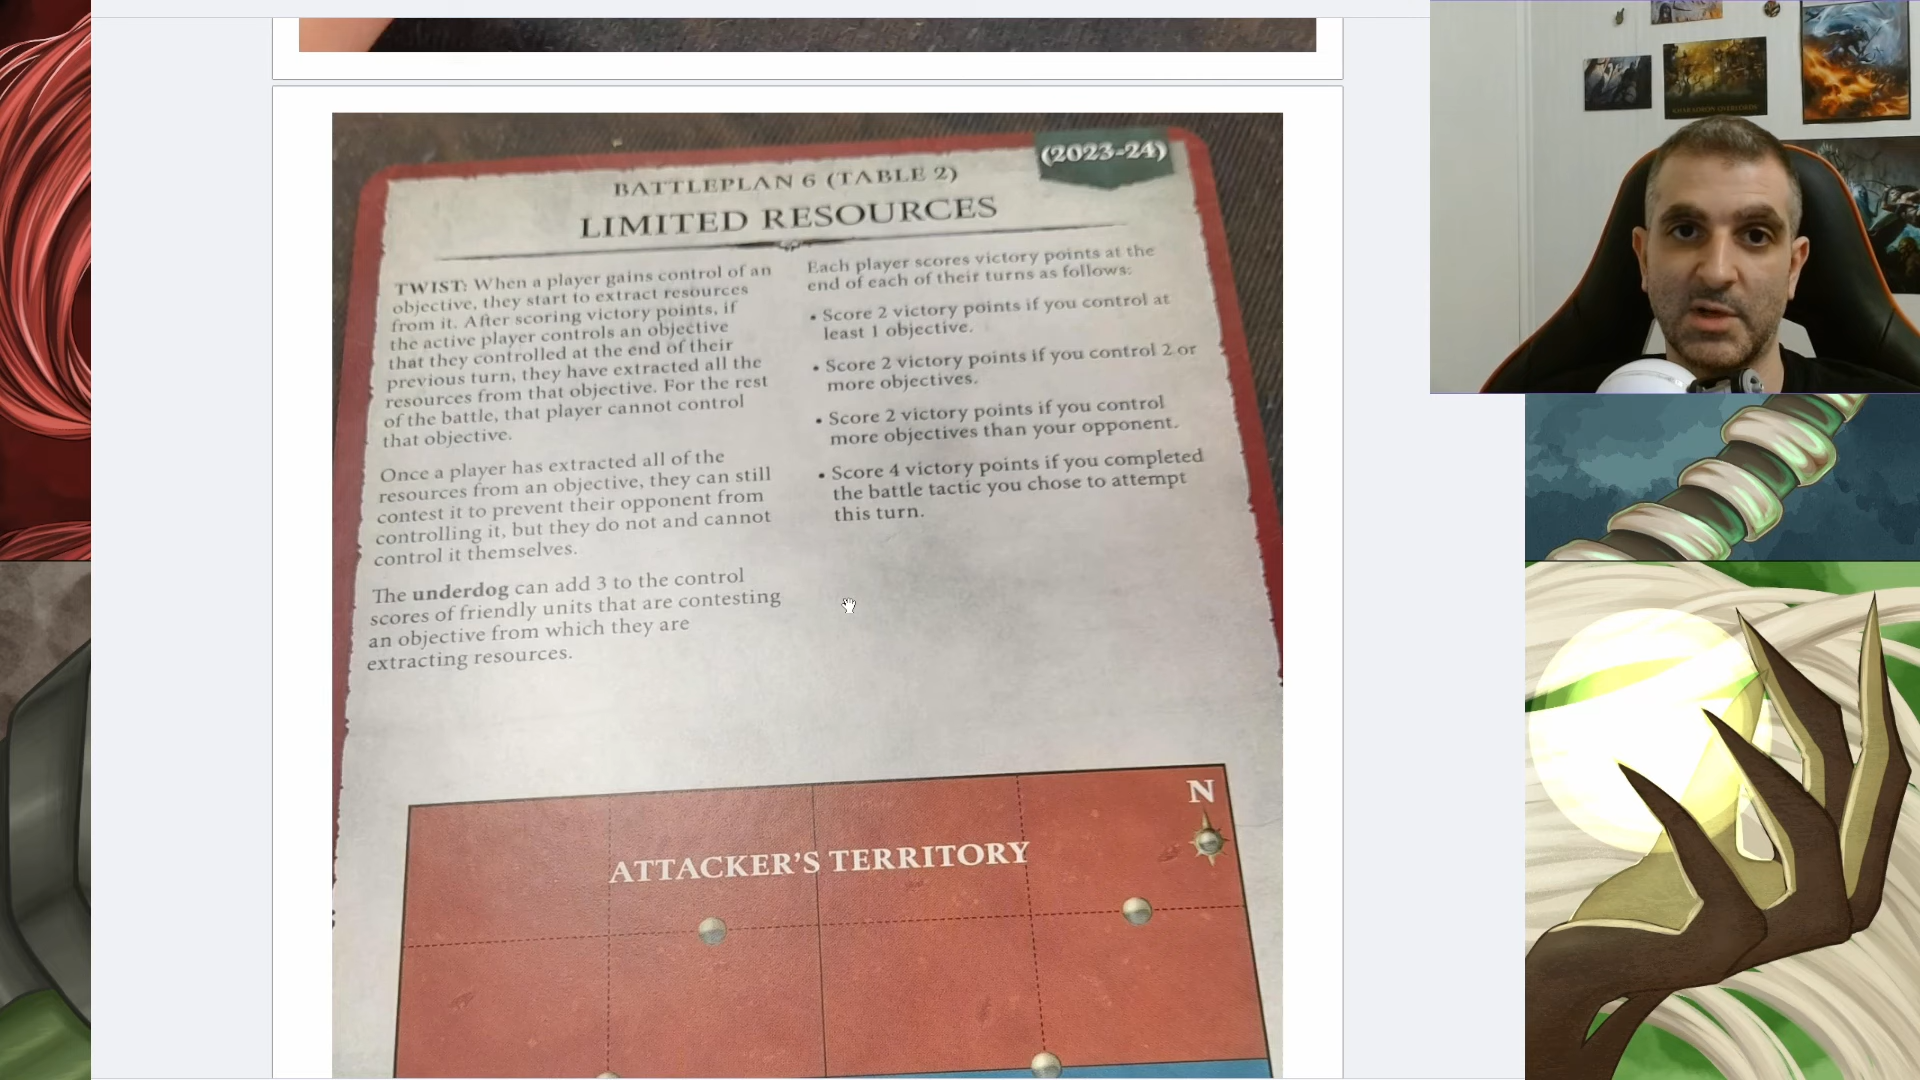 (2023-24)
BATTLEPLAN 6 (TABLE 2)
LIMITED RESOURCES
TWIST: When a player gains control of an
objective, they start to extract resources
from it. After scoring victory points, if
the active player controls an objective
that they controlled at the end of their
previous turn, they have extracted all the
resources from that objective. For the rest
of the battle, that player cannot control
that objective.
Once a player has extracted all of the
resources from an objective, they can still
contest it to prevent their opponent from
controlling it, but they do not and cannot
control it themselves.
The underdog can add 3 to the control
scores of friendly units that are contesting
an objective from which they are
extracting resources.
Each player scores victory points at the
end of each of their turns as follows:
• Score 2 victory points if you control at
least 1 objective.
• Score 2 victory points if you control 2 or
more objectives.
• Score 2 victory points if you control
more objectives than your opponent.
• Score 4 victory points if you completed
the battle tactic you chose to attempt
this turn.
N
ATTACKER'S TERRITORY
KHARADRON OVERLORDS